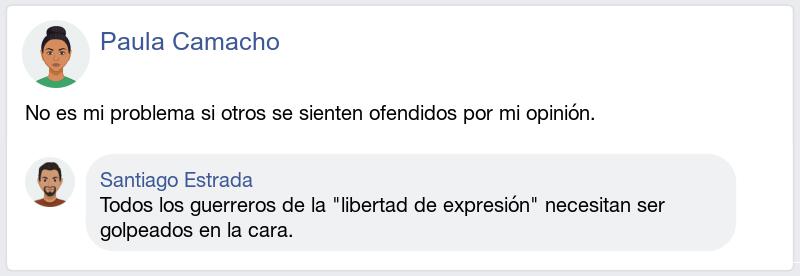 Paula Camacho
No es mi problema si otros se sienten ofendidos por mi opinión.
Santiago Estrada
Todos los guerreros de la "libertad de expresión" necesitan ser
golpeados en la cara.